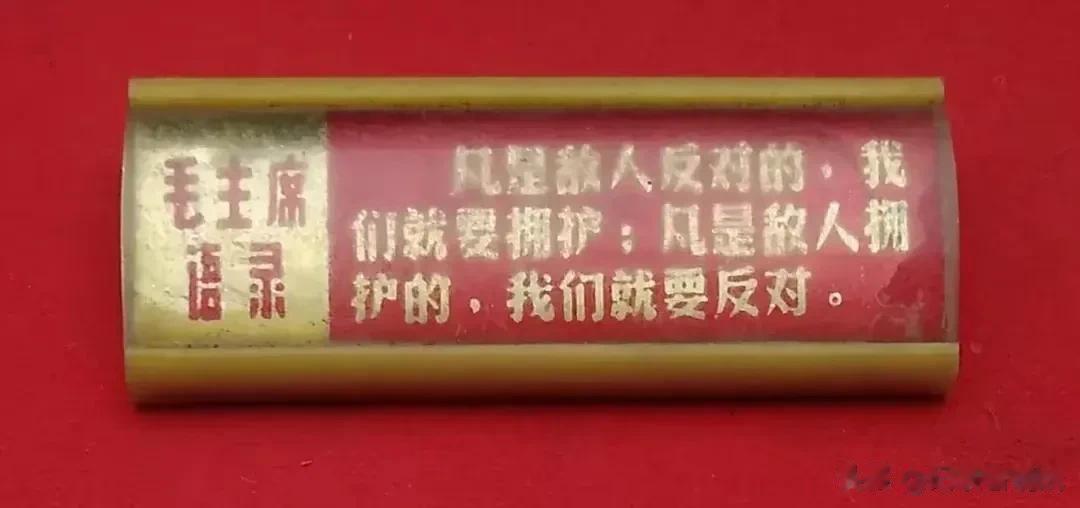 毛主席
语录
凡是敌人反对的，我
们就要拥护；凡是敌人拥
护的，我们就要反对。